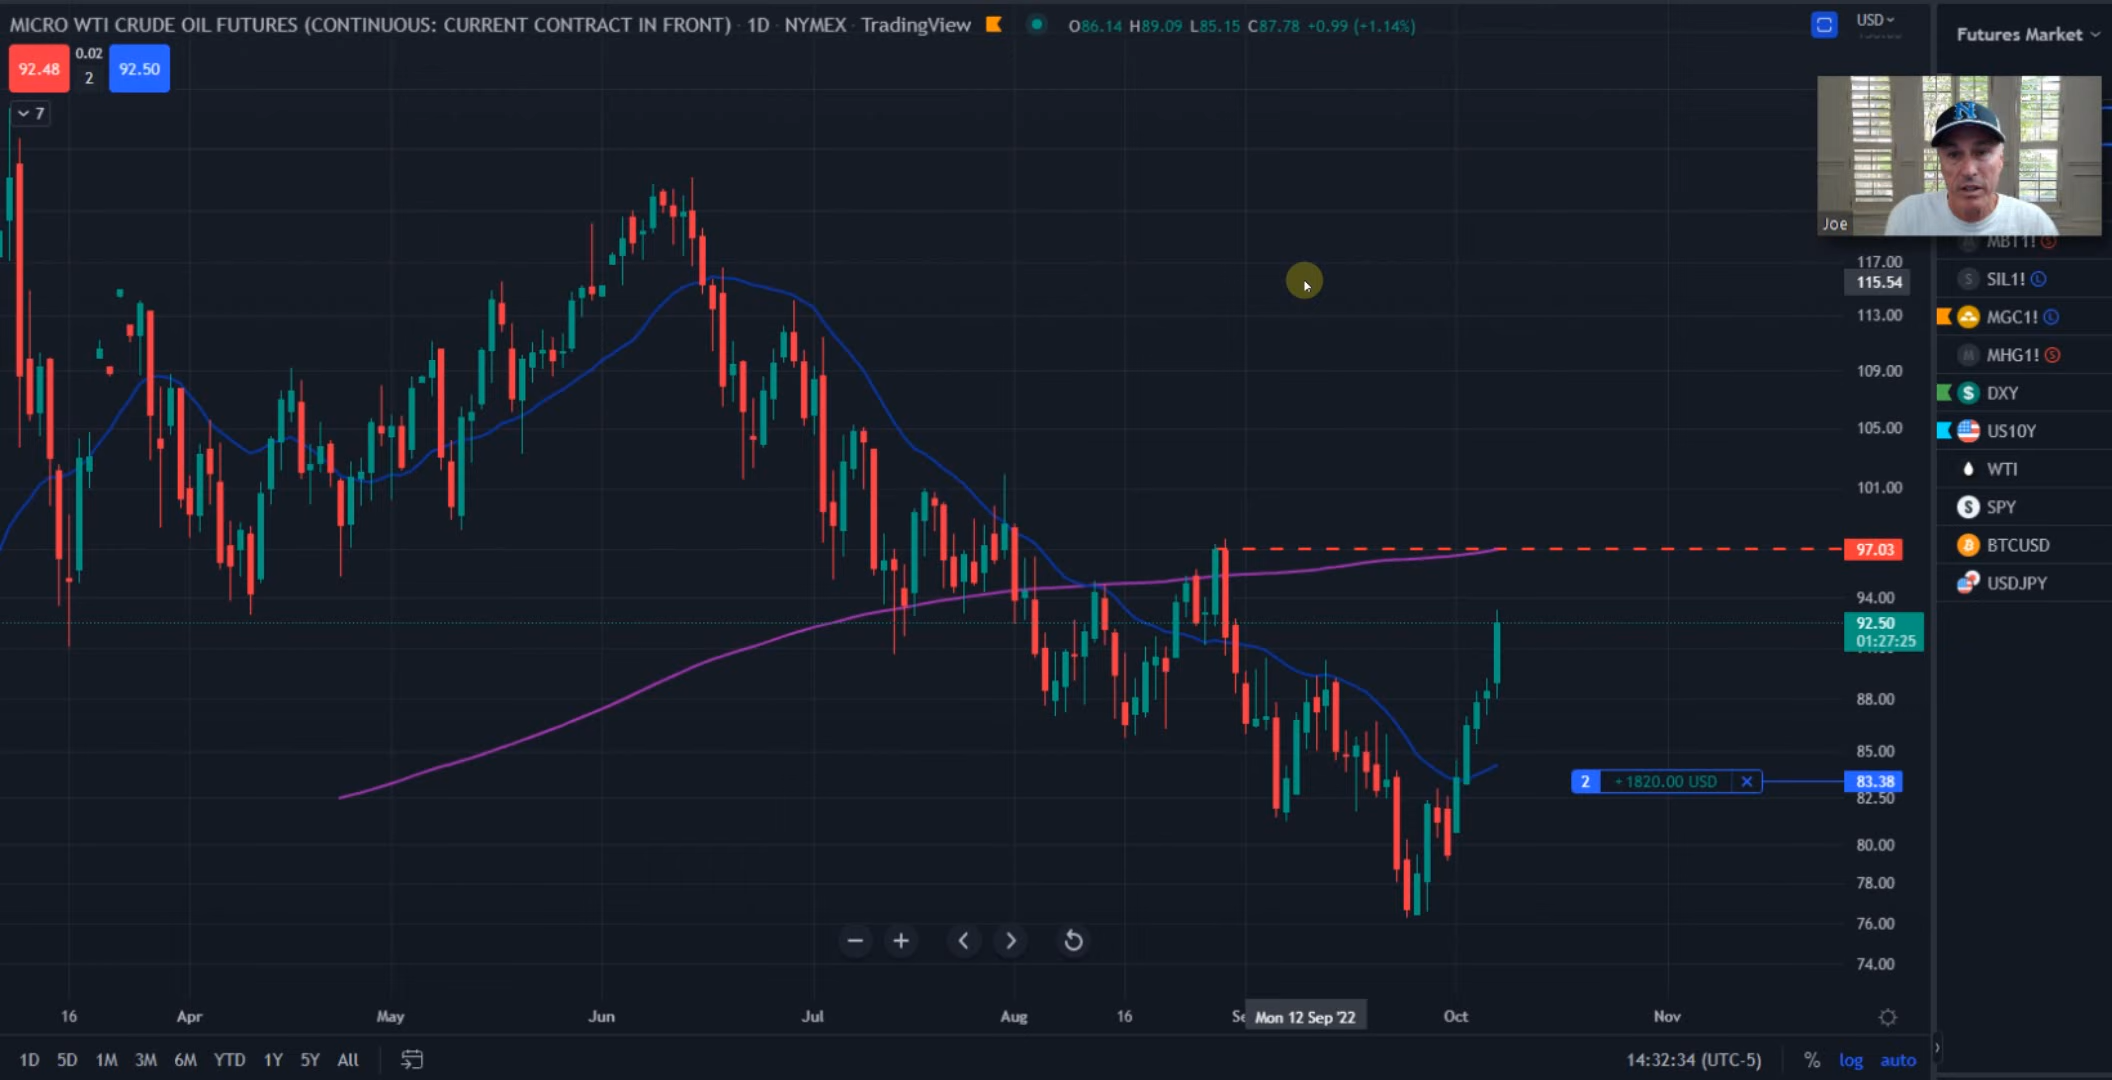 MICRO WTI CRUDE OIL FUTURES (CONTINUOUS: CURRENT CONTRACT IN FRONT) · 1D · NYMEX · TradingView O86.14 H89.09 L85.15 C87.78 +0.99 (+1.14%)
USD
Futures Market
92.48 0.02 2 92.50
7
Joe
MBT1! S
117.00
115.54
SIL1! L
113.00
MGC1! L
MHG1! S
109.00
DXY
105.00
US10Y
WTI
101.00
SPY
97.03
BTCUSD
USDJPY
94.00
92.50
01:27:25
88.00
85.00
2 +1820.00 USD × 83.38
82.50
80.00
78.00
76.00
74.00
16 Apr May Jun Jul Aug 16 Mon 12 Sep '22 Oct Nov
1D 5D 1M 3M 6M YTD 1Y 5Y All 14:32:34 (UTC-5) % log auto